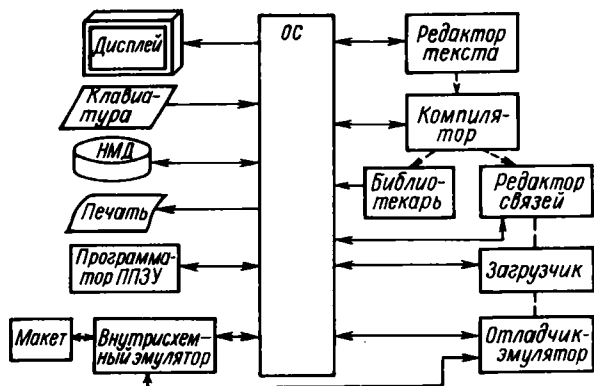 Дисплей
Клавиа-
тура
НМД
Печать
Программа-
тор ППЗУ
Макет
Внутрисхем-
ный эмулятор
ОС
Редактор
текста
Компиля-
тор
Библио-
текарь
Редактор
связей
Загрузчик
Отладчик-
эмулятор